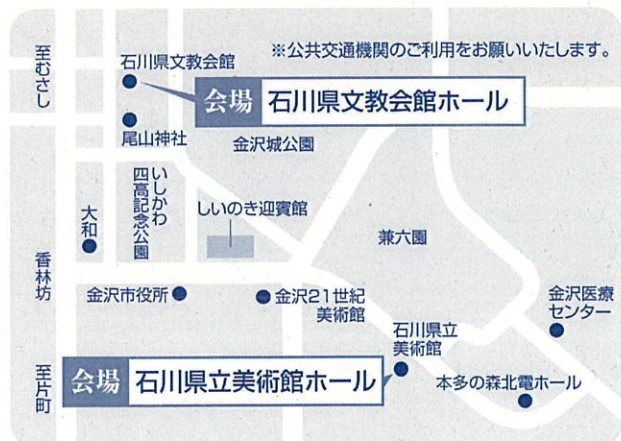 至むさし
石川県文教会館
※公共交通機関のご利用をお願いいたします。
会場 石川県文教会館ホール
尾山神社
金沢城公園
いしかわ
四高記念公園
しいのき迎賓館
大和
兼六園
香林坊
金沢市役所
金沢21世紀
美術館
石川県立
美術館
金沢医療
センター
至片町
会場 石川県立美術館ホール
本多の森北電ホール